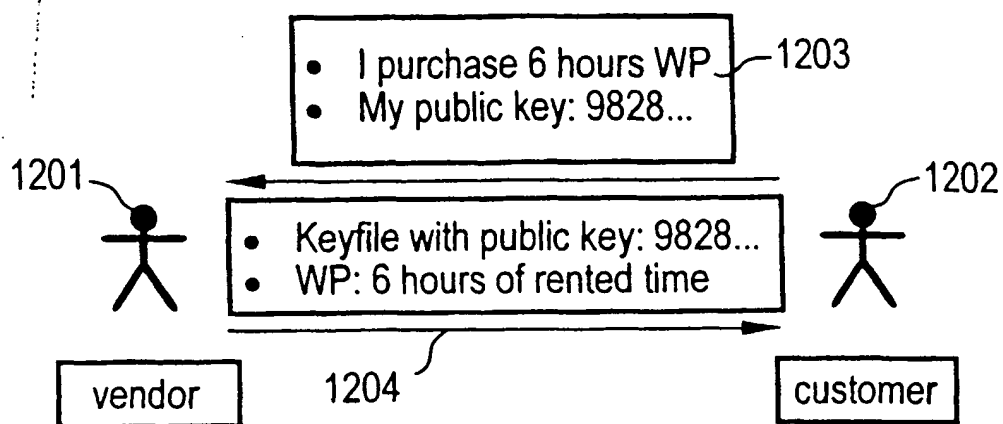 • I purchase 6 hours WP 1203
• My public key: 9828...
1201
1202
• Keyfile with public key: 9828...
• WP: 6 hours of rented time
1204
vendor
customer